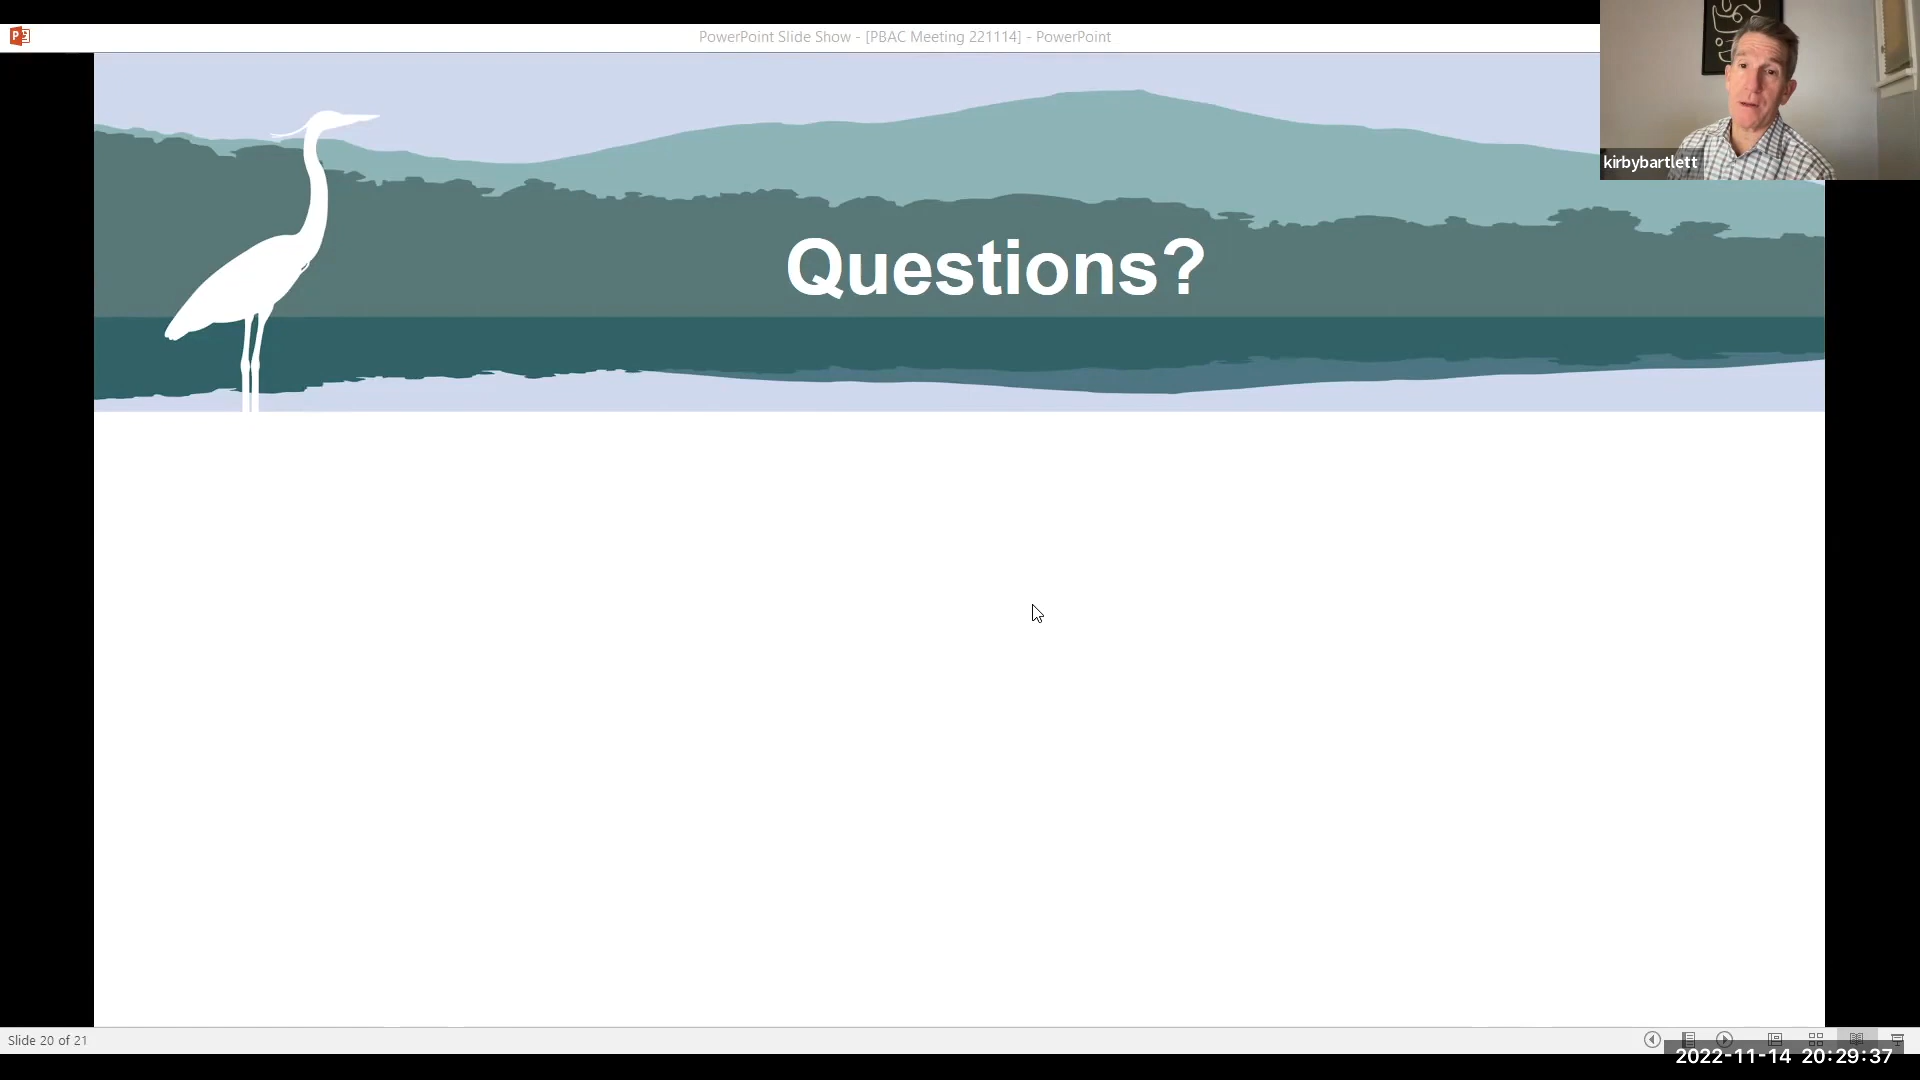 PowerPoint Slide Show - [PBAC Meeting 221114] - PowerPoint
kirbybartlett
Questions?
Slide 20 of 21
2022-11-14 20:29:37